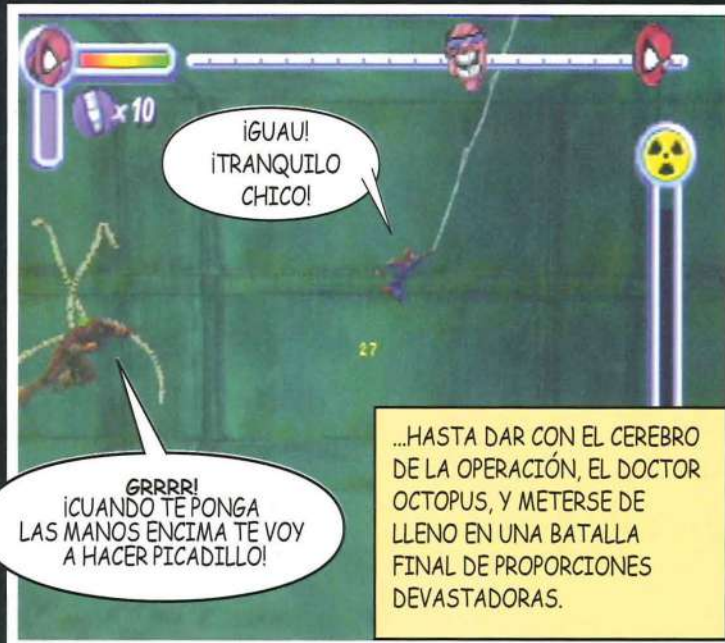 x 10
¡GUAU!
¡TRANQUILO
CHICO!
27
GRRRR!
¡CUANDO TE PONGA
LAS MANOS ENCIMA TE VOY
A HACER PICADILLO!
...HASTA DAR CON EL CEREBRO
DE LA OPERACIÓN, EL DOCTOR
OCTOPUS, Y METERSE DE
LLENO EN UNA BATALLA
FINAL DE PROPORCIONES
DEVASTADORAS.